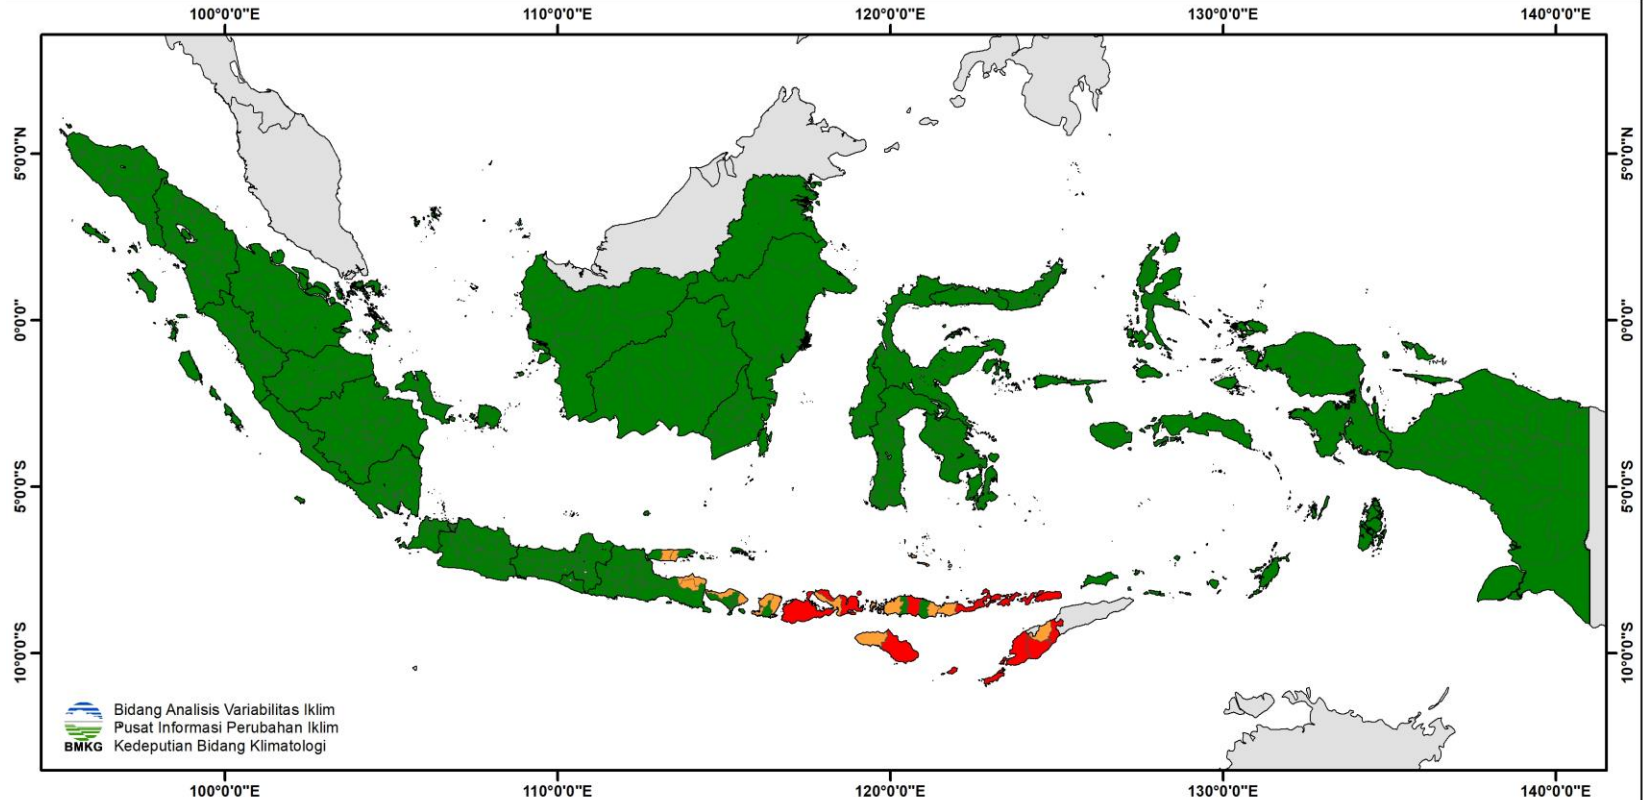 100°0'0"E 110°0'0"E 120°0'0"E 130°0'0"E 140°0'0"E
5°0'0"N 5°0'0"N
0°0'0" 0°0'0"
5°0'0"S 5°0'0"S
10°0'0"S 10°0'0"S
Bidang Analisis Variabilitas Iklim
Pusat Informasi Perubahan Iklim
BMKG Kedeputian Bidang Klimatologi
100°0'0"E 110°0'0"E 120°0'0"E 130°0'0"E 140°0'0"E